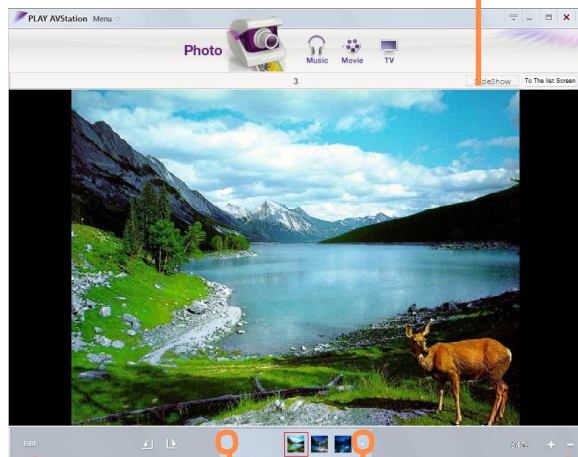 PLAY AVStation Menu
Photo
Music Movie TV
3
SlideShow To The list Screen
Edit